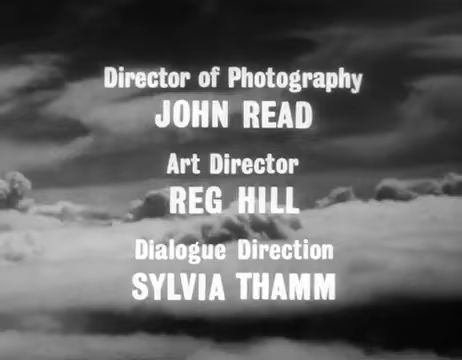 Director of Photography
JOHN READ
Art Director
REG HILL
Dialogue Direction
SYLVIA THAMM